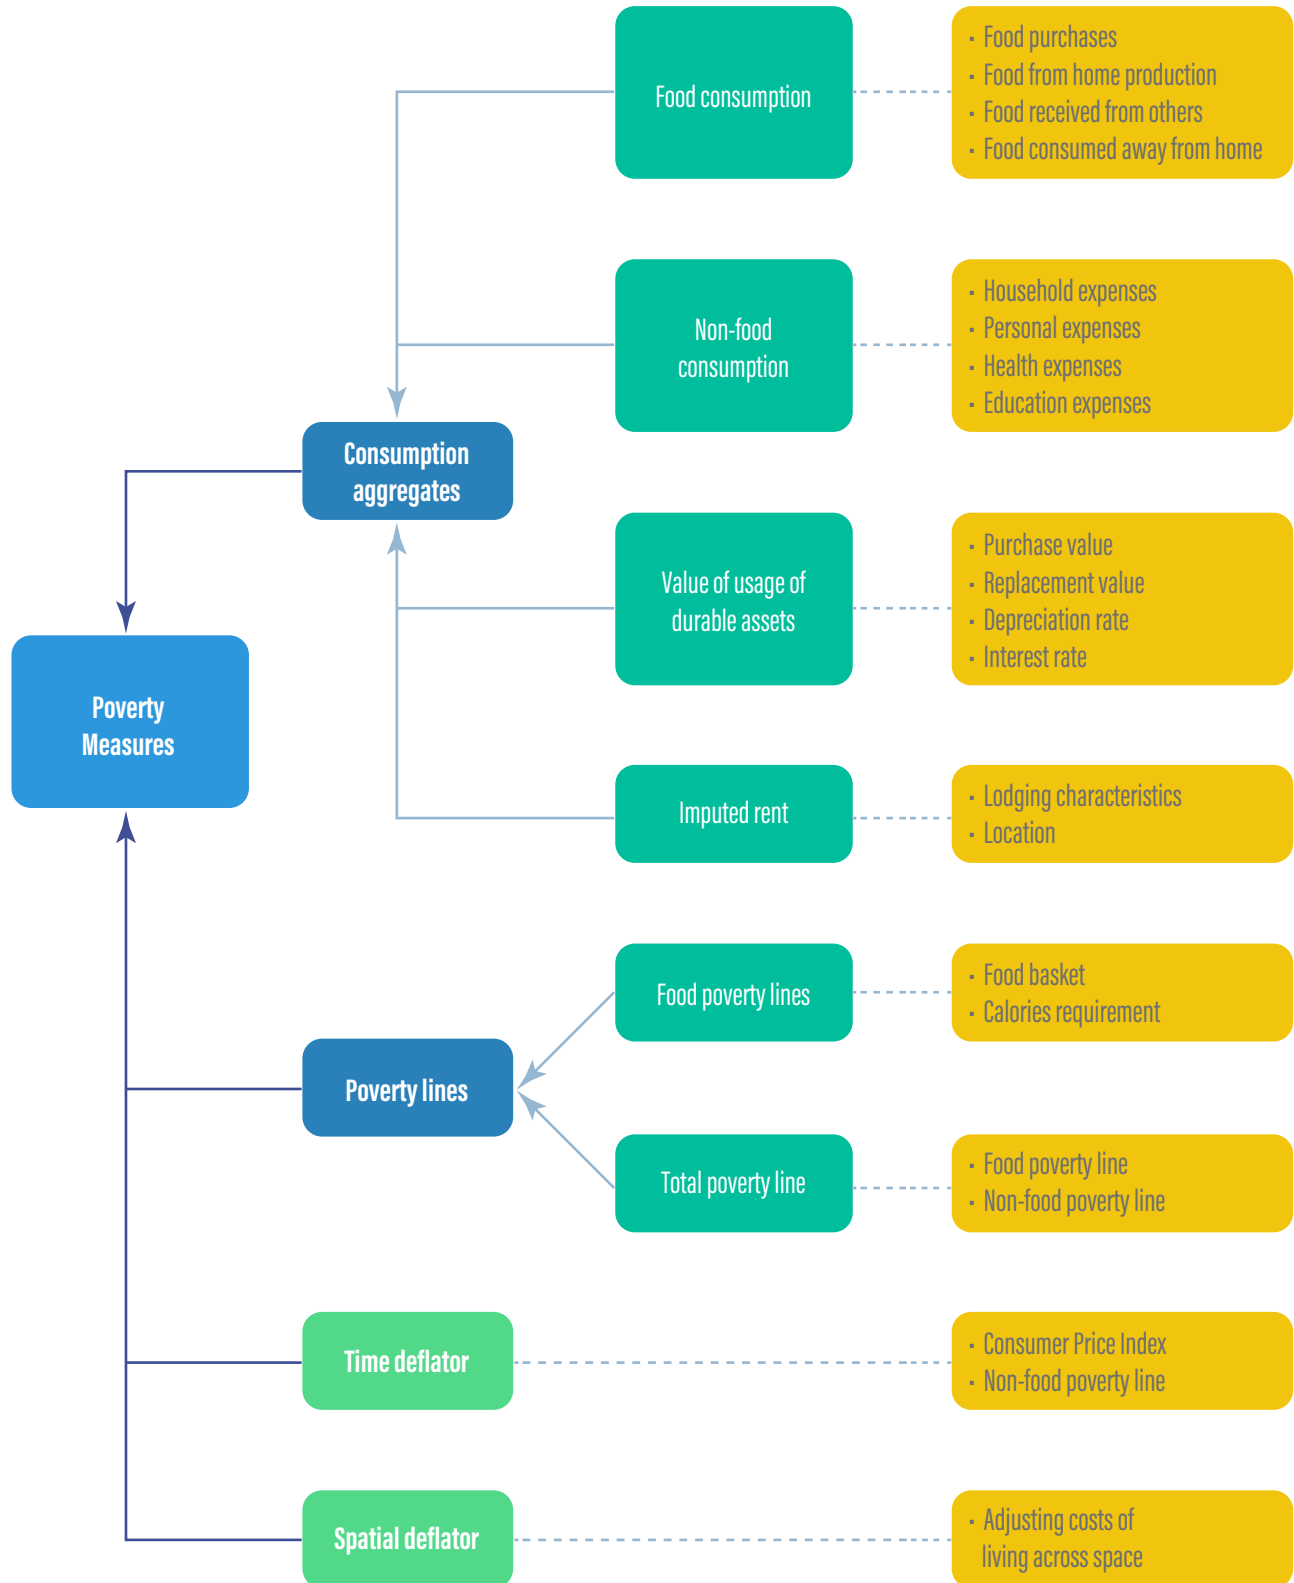 Food consumption
· Food purchases
· Food from home production
· Food received from others
· Food consumed away from home
Non-food
consumption
· Household expenses
· Personal expenses
· Health expenses
· Education expenses
Consumption
aggregates
Value of usage of
durable assets
· Purchase value
· Replacement value
· Depreciation rate
· Interest rate
Poverty
Measures
Imputed rent
· Lodging characteristics
· Location
Food poverty lines
· Food basket
· Calories requirement
Poverty lines
Total poverty line
· Food poverty line
· Non-food poverty line
Time deflator
· Consumer Price Index
· Non-food poverty line
Spatial deflator
· Adjusting costs of
living across space